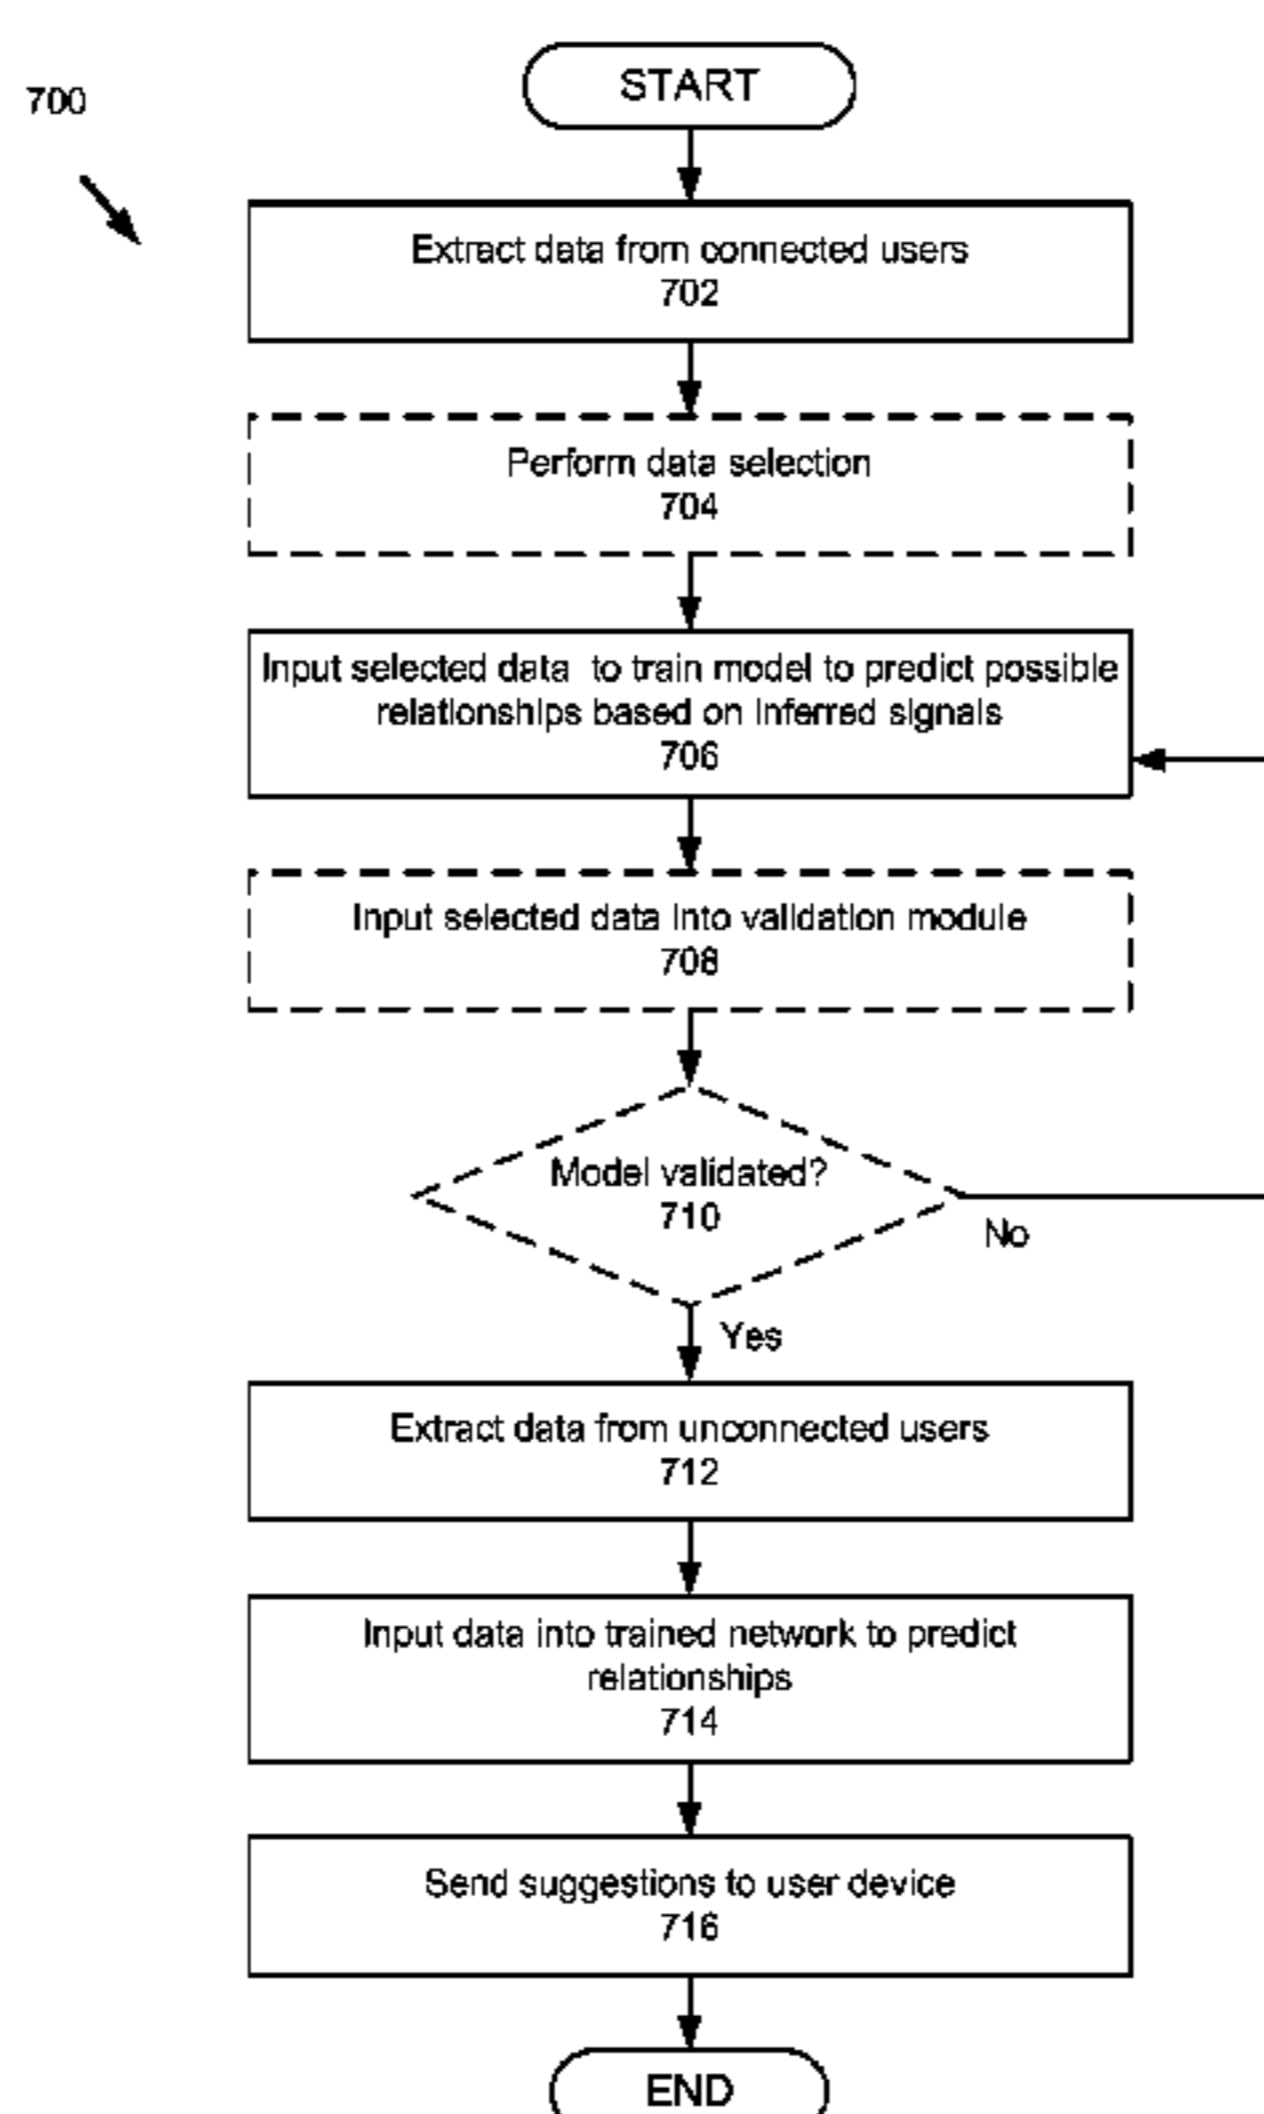 700
START
Extract data from connected users
702
Perform data selection
704
Input selected data to train model to predict possible
relationships based on inferred signals
706
Input selected data into validation module
708
Model validated?
710
No
Yes
Extract data from unconnected users
712
Input data into trained network to predict
relationships
714
Send suggestions to user device
716
END